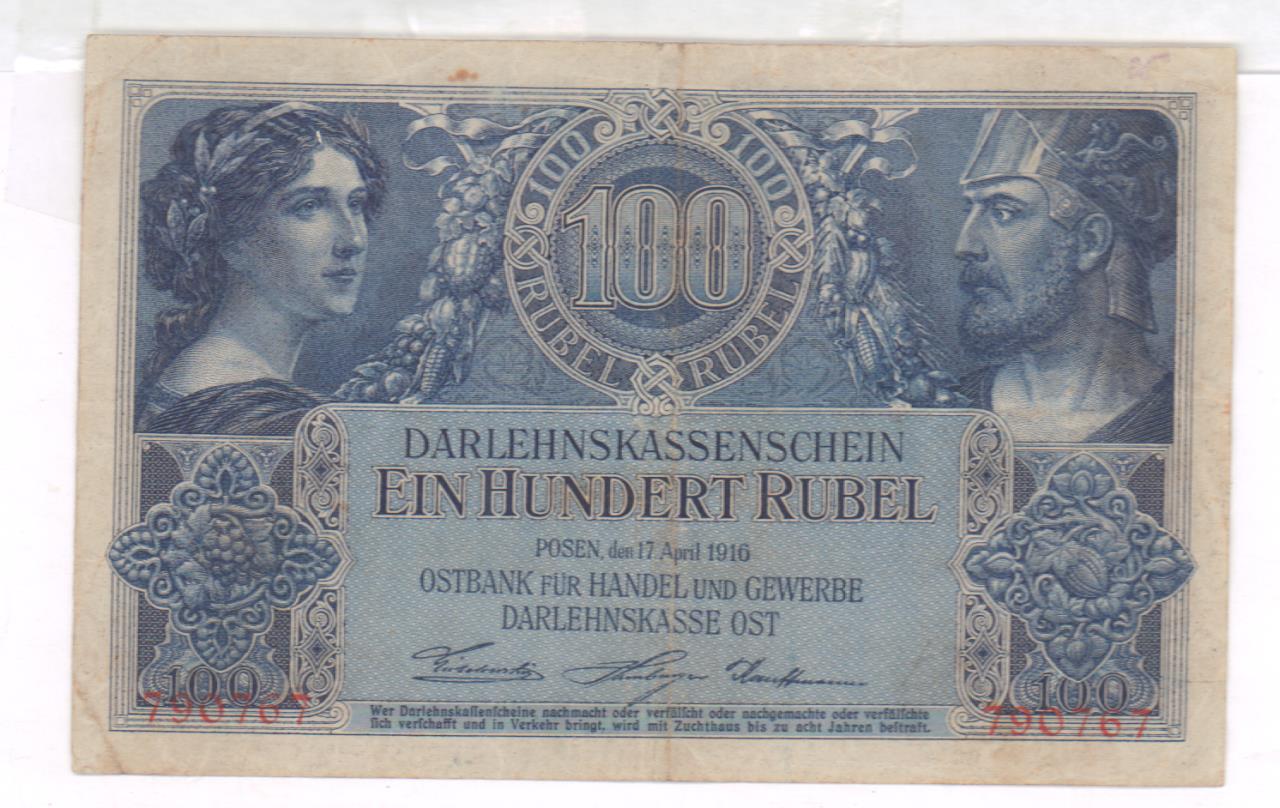 100 100
100
RUBEL RUBEL
DARLEHNSKASSENSCHEIN
EIN HUNDERT RUBEL
POSEN, den 17. April 1916
OSTBANK FÜR HANDEL UND GEWERBE
DARLEHNSKASSE OST
Hamburger Kauffmann
100 100
790767 790767
Wer Darlehnskaſſenſcheine nachmacht oder verfälſcht oder nachgemachte oder verfälſchte
ſich verſchafft und in Verkehr bringt, wird mit Zuchthaus bis zu acht Jahren beſtraft.